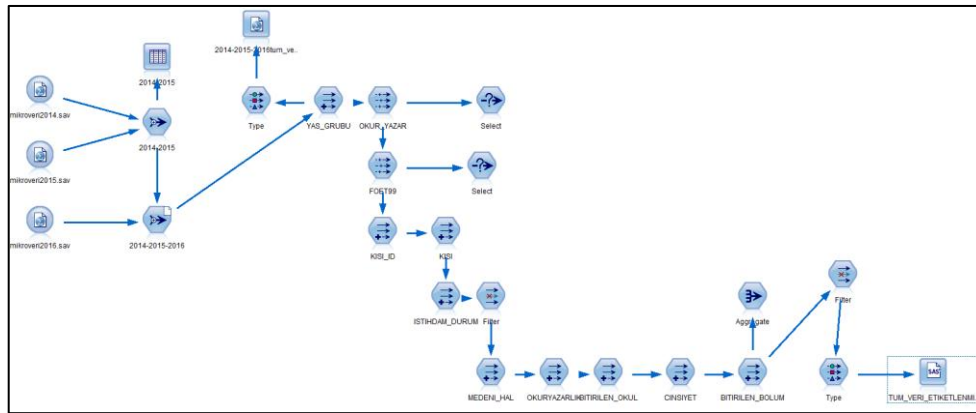 2014-2015-2016tum_ve..
2014-2015
mikroveri2014.sav
Type
YAS_GRUBU
OKUR_YAZAR
Select
2014-2015
mikroveri2015.sav
FOET99
Select
mikroveri2016.sav
2014-2015-2016
KISI_ID
KISI
Filter
ISTIHDAM_DURUM
Filter
Aggregate
MEDENI_HAL
OKURYAZARLIK
BITIRILEN_OKUL
CINSIYET
BITIRILEN_BOLUM
Type
SAS
TUM_VERI_ETIKETLENMI